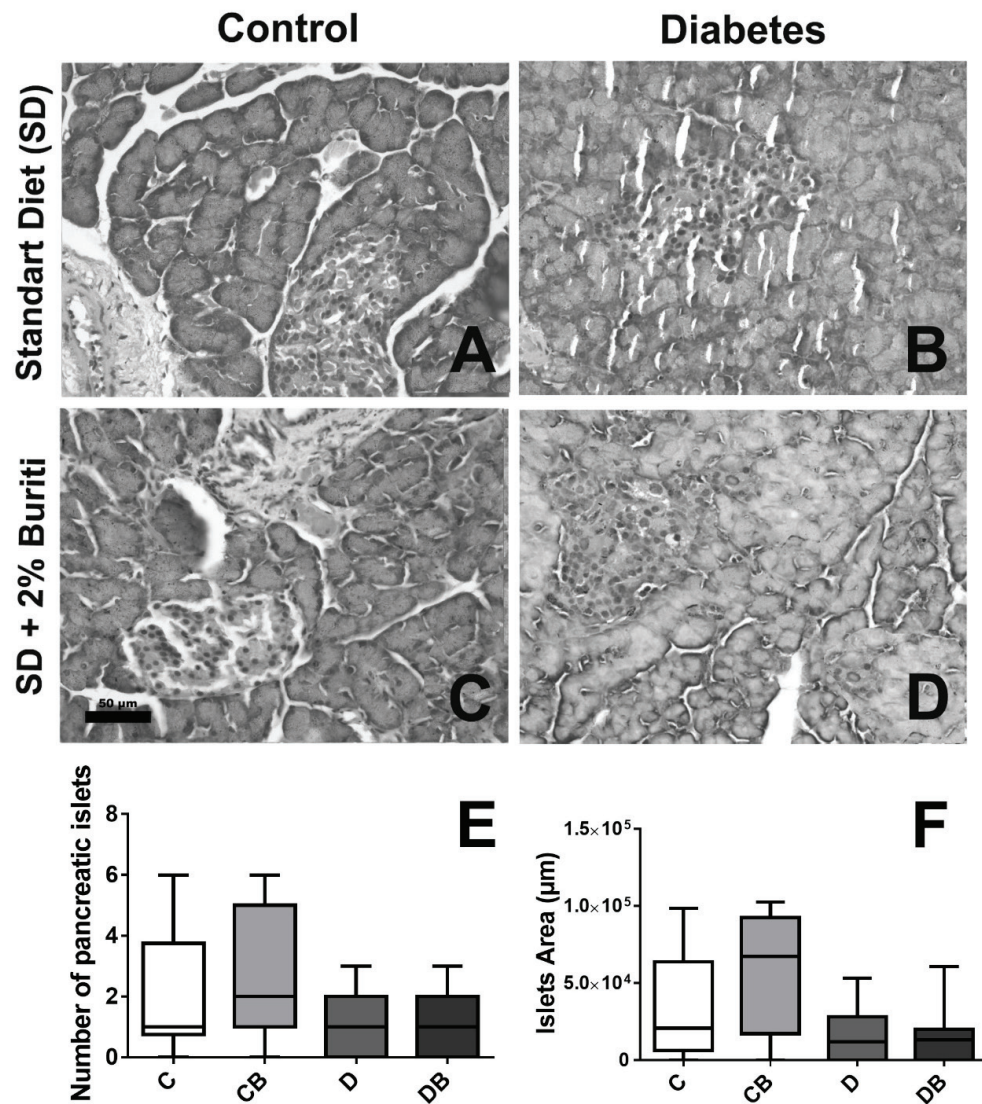 Control
Diabetes
Standart Diet (SD)
A
B
SD + 2% Buriti
50 µm
C
D
E
Number of pancreatic islets
8
6
4
2
0
C
CB
D
DB
F
Islets Area (µm)
1.5×10⁵
1.0×10⁵
5.0×10⁴
0
C
CB
D
DB